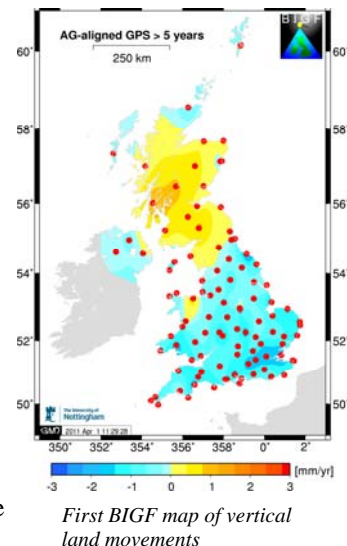 AG-aligned GPS > 5 years
250 km
BIGF
60° 60°
58° 58°
56° 56°
54° 54°
52° 52°
50° 50°
The University of
Nottingham
GMT 2011 Apr 1 11:29:28
350° 352° 354° 356° 358° 0° 2°
[mm/yr]
-3 -2 -1 0 1 2 3
e
First BIGF map of vertical
land movements